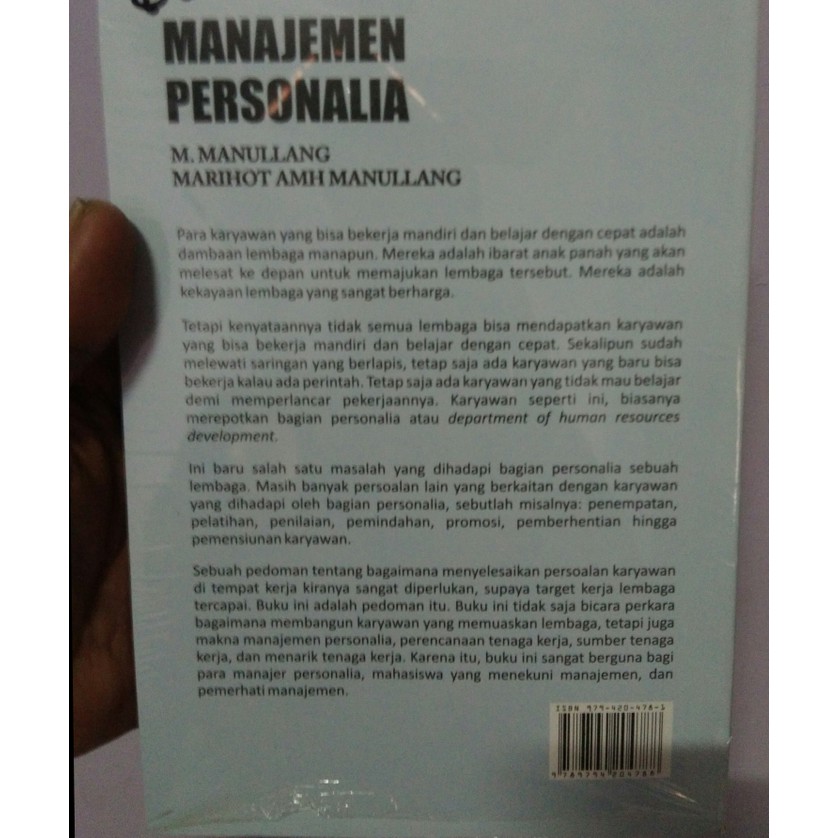 MANAJEMEN
PERSONALIA
M. MANULLANG
MARIHOT AMH MANULLANG
Para karyawan yang bisa bekerja mandiri dan belajar dengan cepat adalah
dambaan lembaga manapun. Mereka adalah ibarat anak panah yang akan
melesat ke depan untuk memajukan lembaga tersebut. Mereka adalah
kekayaan lembaga yang sangat berharga.
Tetapi kenyataannya tidak semua lembaga bisa mendapatkan karyawan
yang bisa bekerja mandiri dan belajar dengan cepat. Sekalipun sudah
melewati saringan yang berlapis, tetap saja ada karyawan yang baru bisa
bekerja kalau ada perintah. Tetap saja ada karyawan yang tidak mau belajar
demi memperlancar pekerjaannya. Karyawan seperti ini, biasanya
merepotkan bagian personalia atau department of human resources
development.
Ini baru salah satu masalah yang dihadapi bagian personalia sebuah
lembaga. Masih banyak persoalan lain yang berkaitan dengan karyawan
yang dihadapi oleh bagian personalia, sebutlah misalnya: penempatan,
pelatihan, penilaian, pemindahan, promosi, pemberhentian hingga
pemensiunan karyawan.
Sebuah pedoman tentang bagaimana menyelesaikan persoalan karyawan
di tempat kerja kiranya sangat diperlukan, supaya target kerja lembaga
tercapai. Buku ini adalah pedoman itu. Buku ini tidak saja bicara perkara
bagaimana membangun karyawan yang memuaskan lembaga, tetapi juga
makna manajemen personalia, perencanaan tenaga kerja, sumber tenaga
kerja, dan menarik tenaga kerja. Karena itu, buku ini sangat berguna bagi
para manajer personalia, mahasiswa yang menekuni manajemen, dan
pemerhati manajemen.
ISBN 979-420-478-1
9789794204788